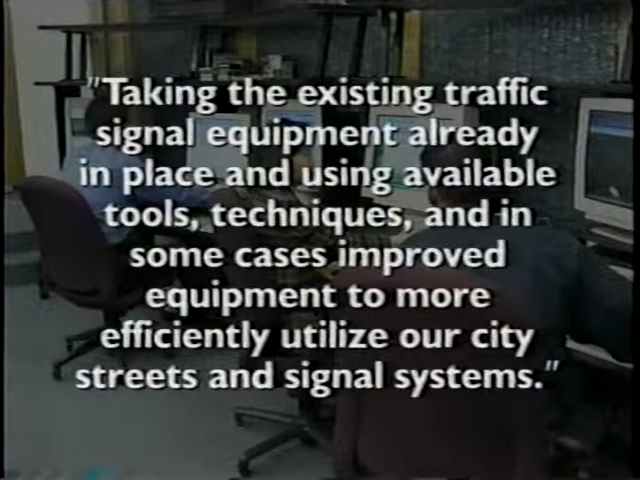 "Taking the existing traffic
signal equipment already
in place and using available
tools, techniques, and in
some cases improved
equipment to more
efficiently utilize our city
streets and signal systems."